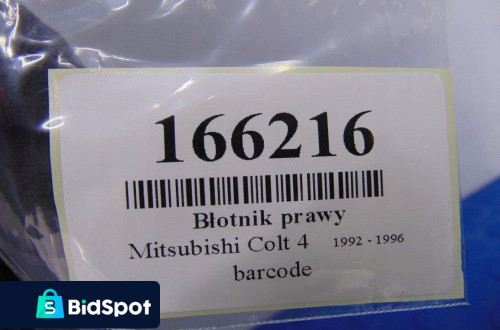 166216
Błotnik prawy
Mitsubishi Colt 4 1992 - 1996
barcode
BidSpot